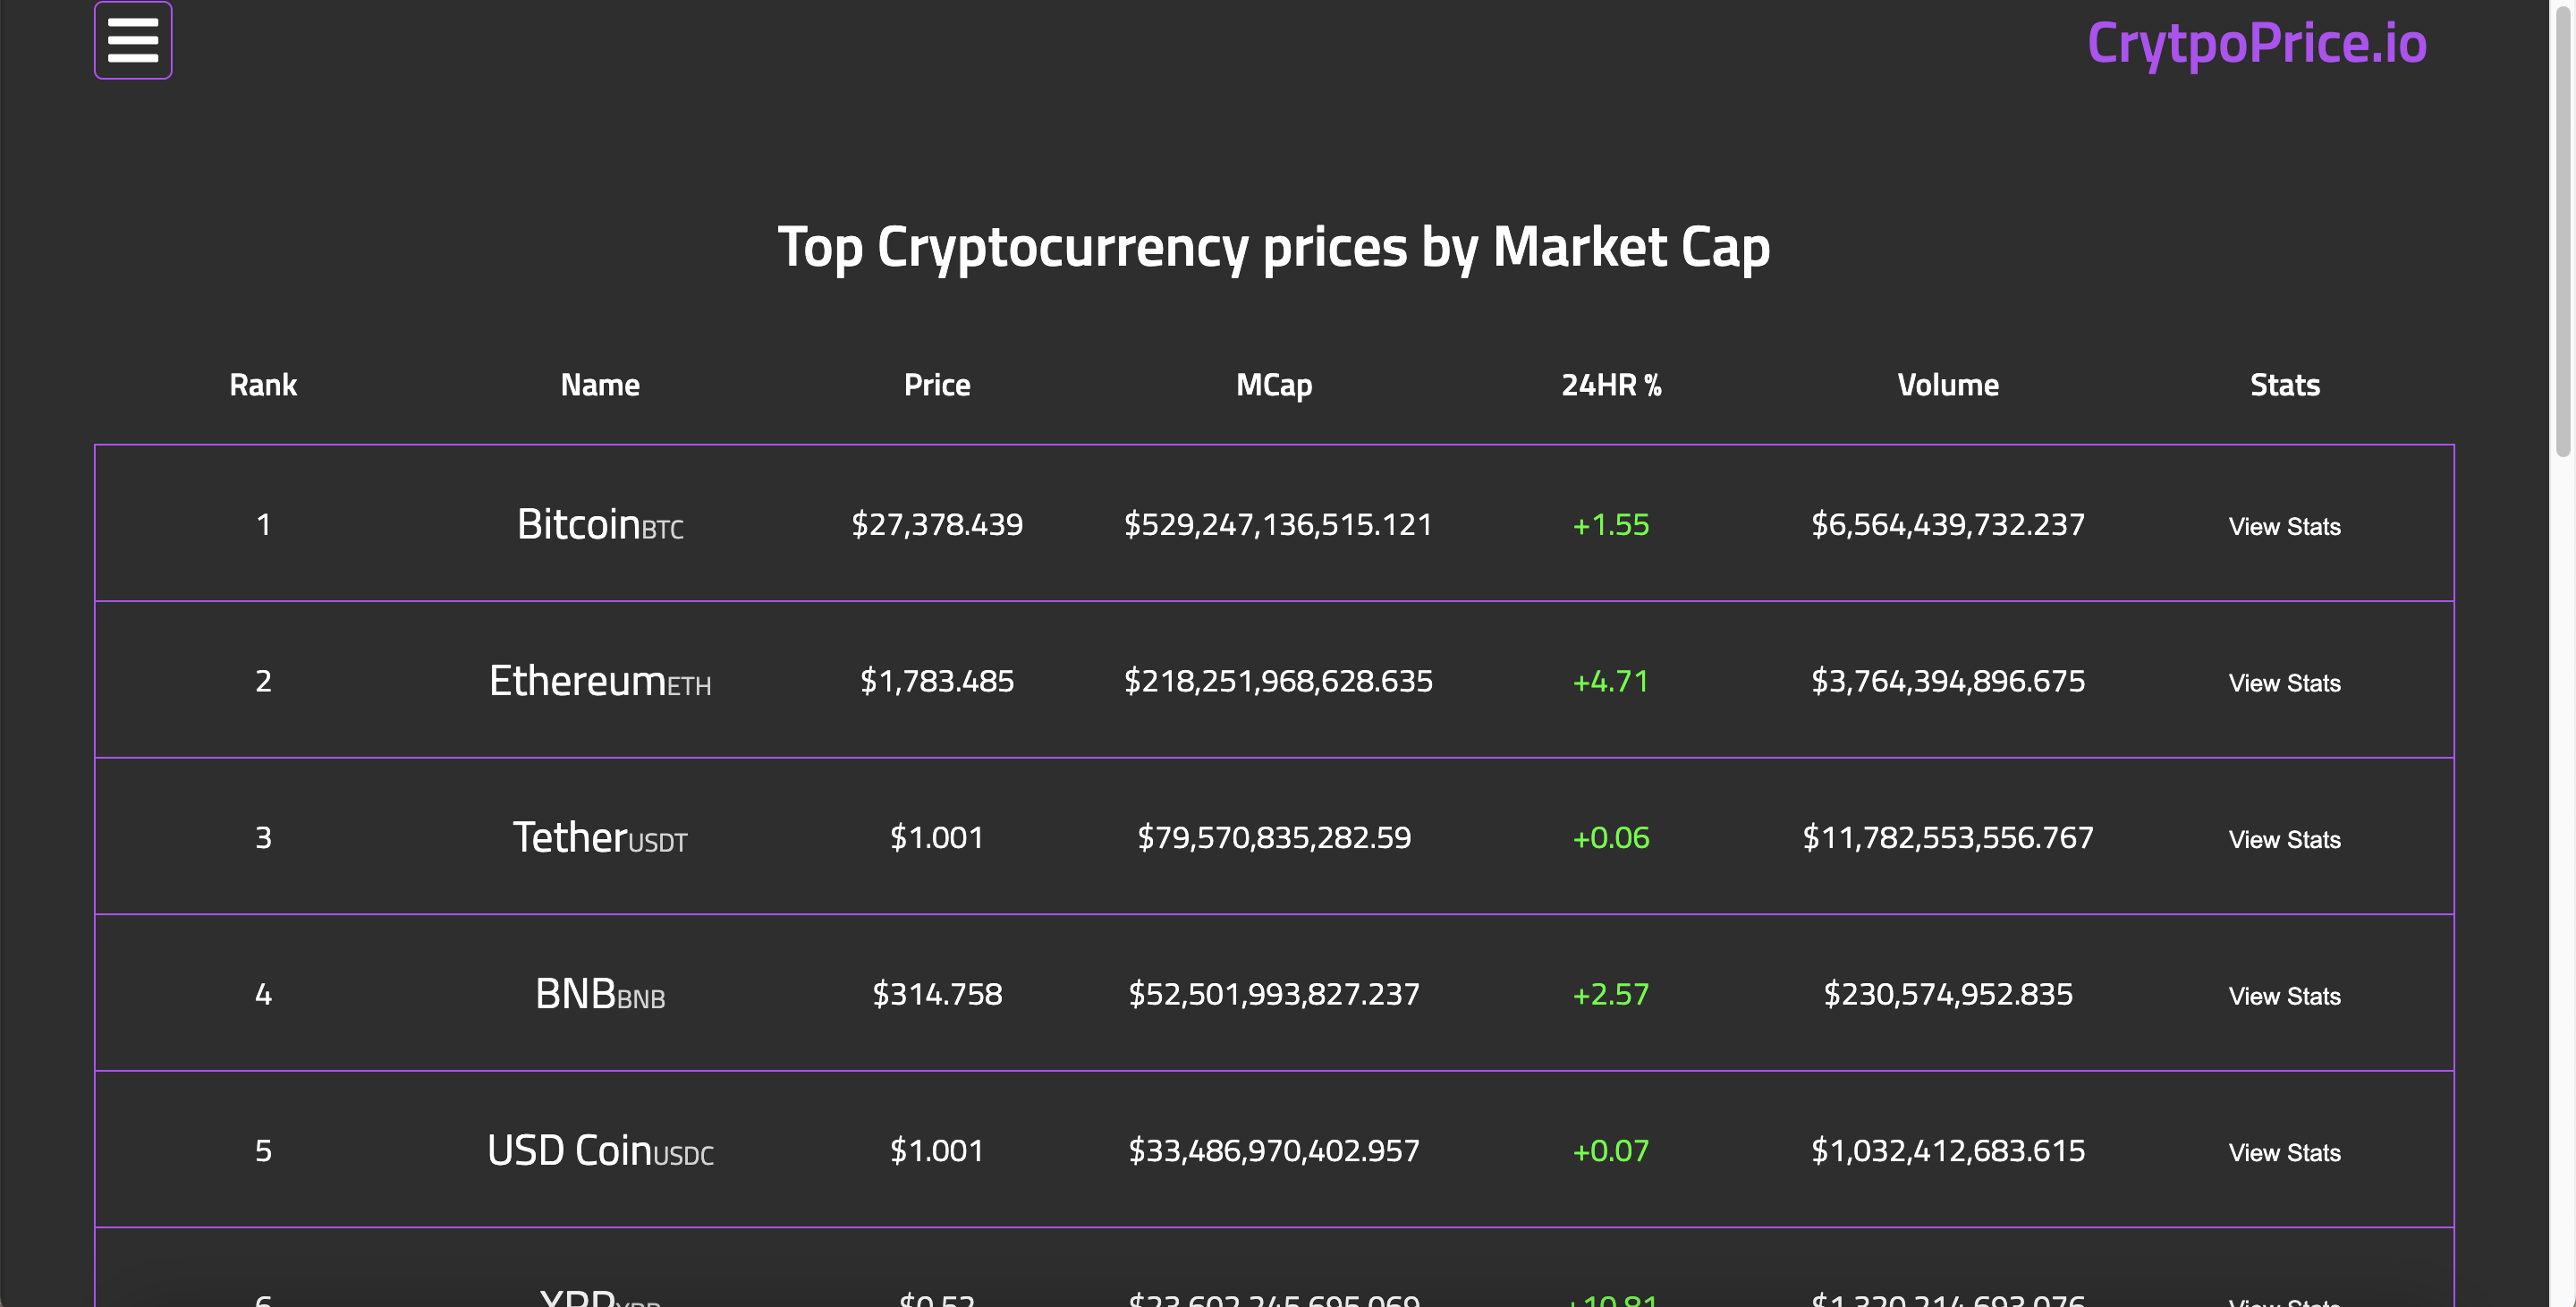 CrytpoPrice.io
Top Cryptocurrency prices by Market Cap
Rank Name Price MCap 24HR % Volume Stats
1 BitcoinBTC $27,378.439 $529,247,136,515.121 +1.55 $6,564,439,732.237 View Stats
2 EthereumETH $1,783.485 $218,251,968,628.635 +4.71 $3,764,394,896.675 View Stats
3 TetherUSDT $1.001 $79,570,835,282.59 +0.06 $11,782,553,556.767 View Stats
4 BNBBNB $314.758 $52,501,993,827.237 +2.57 $230,574,952.835 View Stats
5 USD CoinUSDC $1.001 $33,486,970,402.957 +0.07 $1,032,412,683.615 View Stats
6 XRPXRP $0.52 $23,602,245,695.069 +10.81 $1,320,214,693.076 View Stats